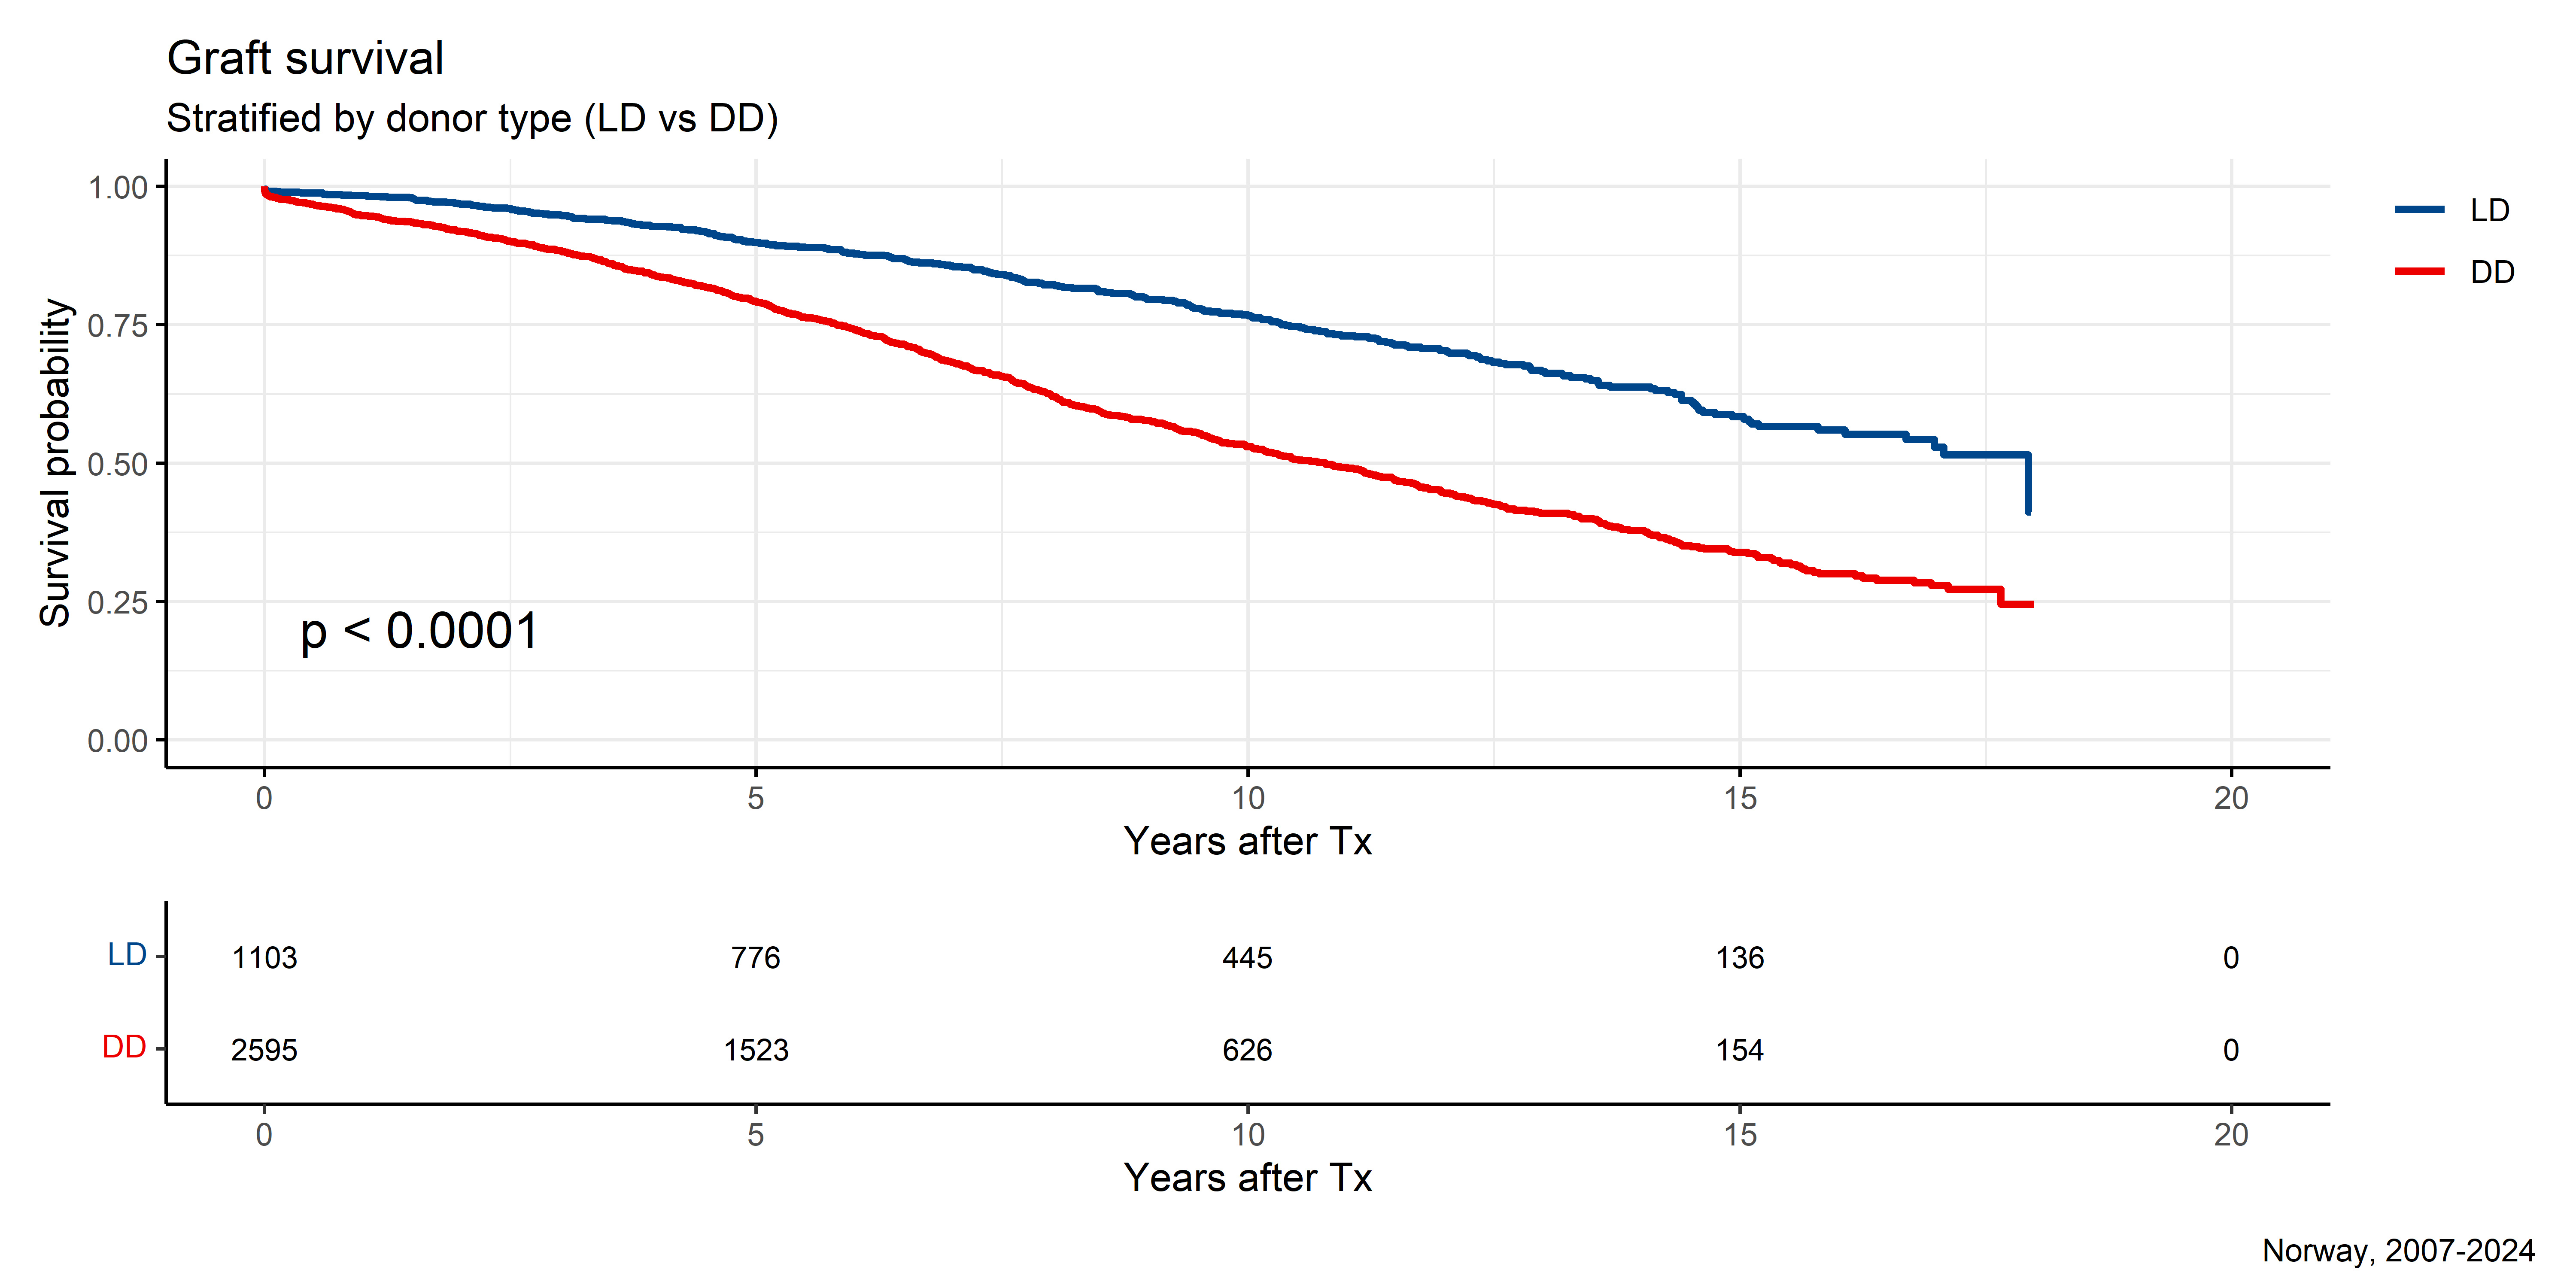 Graft survival
Stratified by donor type (LD vs DD)
Survival probability
1.00
0.75
0.50
0.25
0.00
p < 0.0001
LD
DD
0 5 10 15 20
Years after Tx
LD 1103 776 445 136 0
DD 2595 1523 626 154 0
0 5 10 15 20
Years after Tx
Norway, 2007-2024